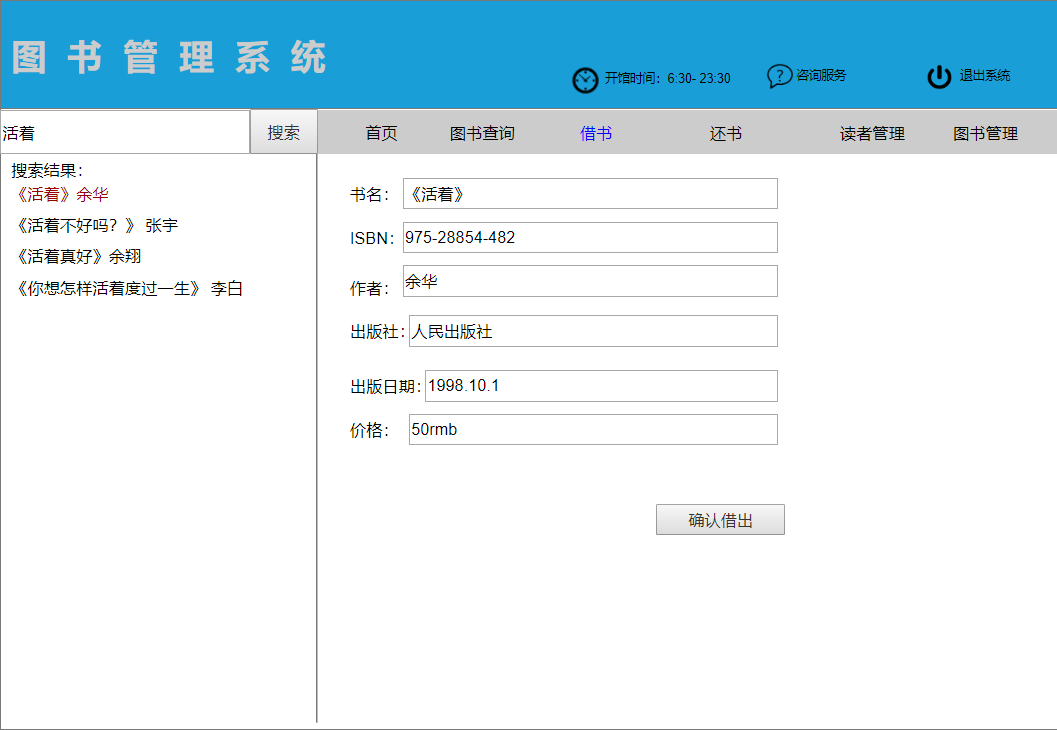 图书管理系统
开馆时间：6:30- 23:30
咨询服务
退出系统
活着
搜索
首页
图书查询
借书
还书
读者管理
图书管理
搜索结果：
《活着》余华
《活着不好吗？》 张宇
《活着真好》余翔
《你想怎样活着度过一生》 李白
书名： 《活着》
ISBN： 975-28854-482
作者： 余华
出版社： 人民出版社
出版日期： 1998.10.1
价格： 50rmb
确认借出